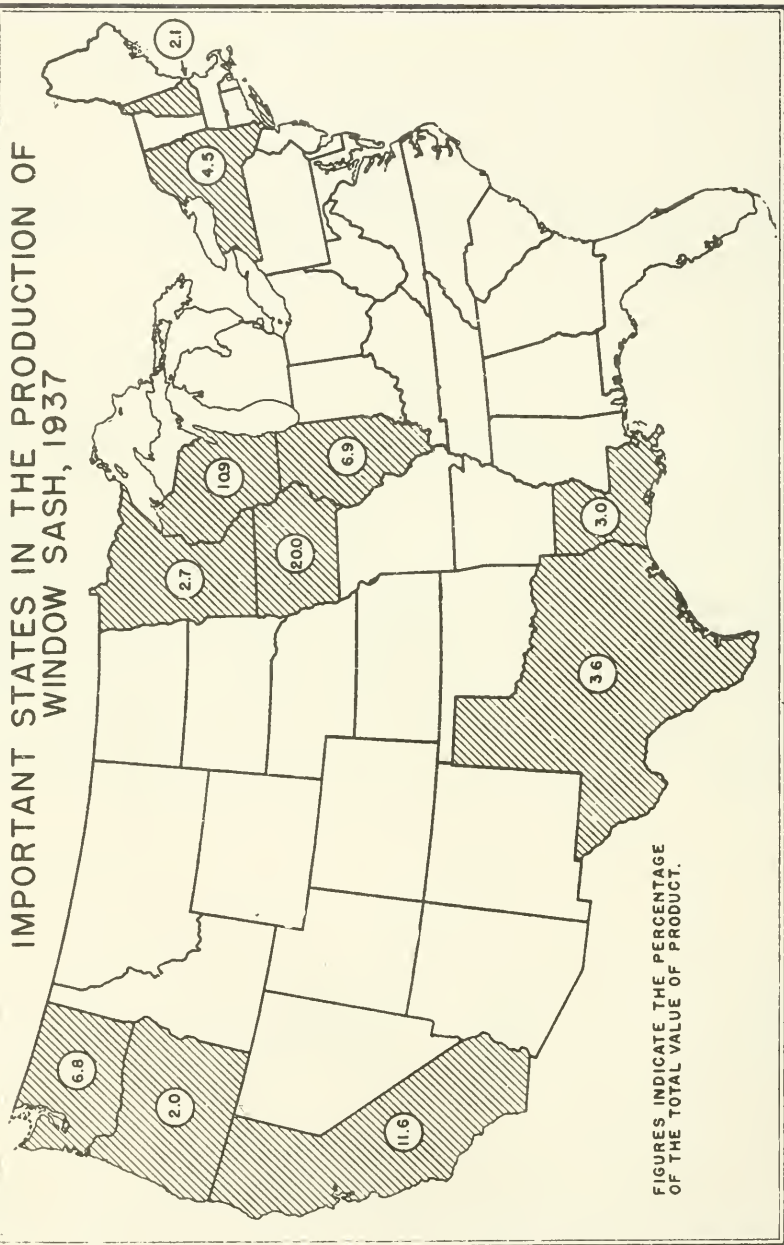 IMPORTANT STATES IN THE PRODUCTION OF
WINDOW SASH, 1937
6.8
2.0
11.6
2.7
10.9
20.0
6.9
3.6
3.0
4.5
2.1
FIGURES INDICATE THE PERCENTAGE
OF THE TOTAL VALUE OF PRODUCT.